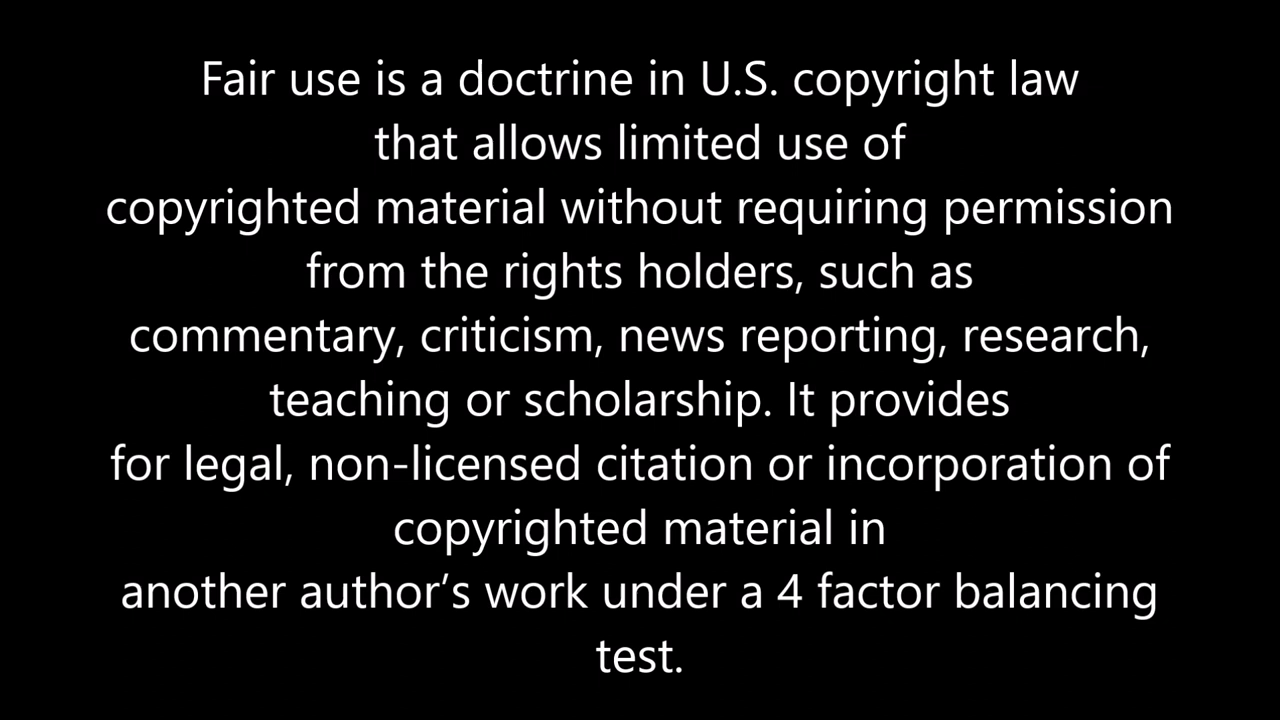 Fair use is a doctrine in U.S. copyright law
that allows limited use of
copyrighted material without requiring permission
from the rights holders, such as
commentary, criticism, news reporting, research,
teaching or scholarship. It provides
for legal, non-licensed citation or incorporation of
copyrighted material in
another author’s work under a 4 factor balancing
test.